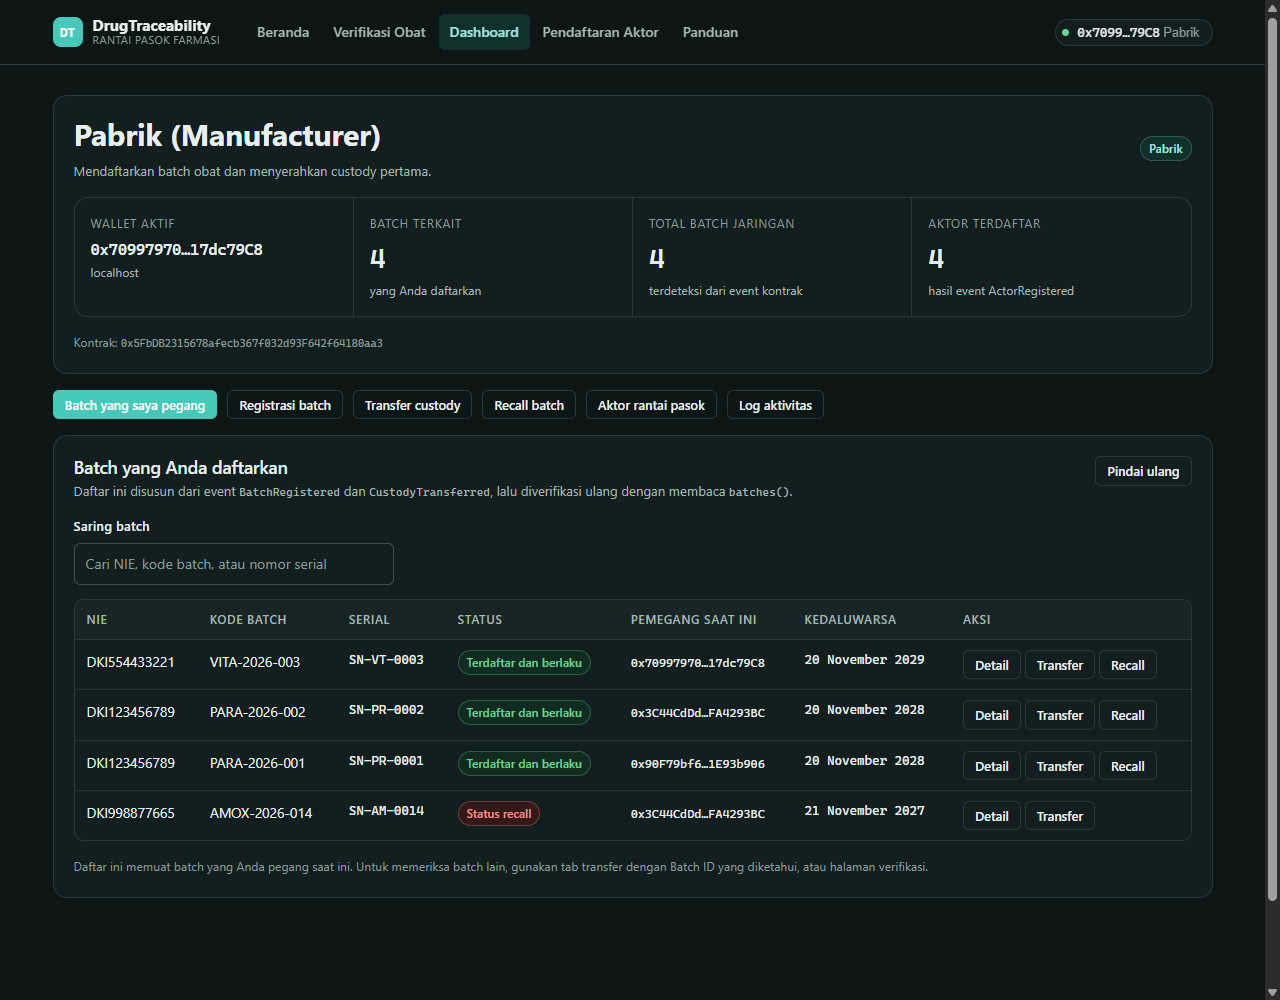 DT
DrugTraceability
RANTAI PASOK FARMASI
Beranda
Verifikasi Obat
Dashboard
Pendaftaran Aktor
Panduan
0x7099…79C8 Pabrik
Pabrik (Manufacturer)
Mendaftarkan batch obat dan menyerahkan custody pertama.
Pabrik
WALLET AKTIF
0x70997970…17dc79C8
localhost
BATCH TERKAIT
4
yang Anda daftarkan
TOTAL BATCH JARINGAN
4
terdeteksi dari event kontrak
AKTOR TERDAFTAR
4
hasil event ActorRegistered
Kontrak: 0x5FbDB2315678afecb367f032d93F642f64180aa3
Batch yang saya pegang
Registrasi batch
Transfer custody
Recall batch
Aktor rantai pasok
Log aktivitas
Batch yang Anda daftarkan
Daftar ini disusun dari event BatchRegistered dan CustodyTransferred, lalu diverifikasi ulang dengan membaca batches().
Pindai ulang
Saring batch
Cari NIE, kode batch, atau nomor serial
NIE KODE BATCH SERIAL STATUS PEMEGANG SAAT INI KEDALUWARSA AKSI
DKI554433221 VITA-2026-003 SN-VT-0003 Terdaftar dan berlaku 0x70997970…17dc79C8 20 November 2029 Detail Transfer Recall
DKI123456789 PARA-2026-002 SN-PR-0002 Terdaftar dan berlaku 0x3C44CdDd…FA4293BC 20 November 2028 Detail Transfer Recall
DKI123456789 PARA-2026-001 SN-PR-0001 Terdaftar dan berlaku 0x90F79bf6…1E93b906 20 November 2028 Detail Transfer Recall
DKI998877665 AMOX-2026-014 SN-AM-0014 Status recall 0x3C44CdDd…FA4293BC 21 November 2027 Detail Transfer
Daftar ini memuat batch yang Anda pegang saat ini. Untuk memeriksa batch lain, gunakan tab transfer dengan Batch ID yang diketahui, atau halaman verifikasi.